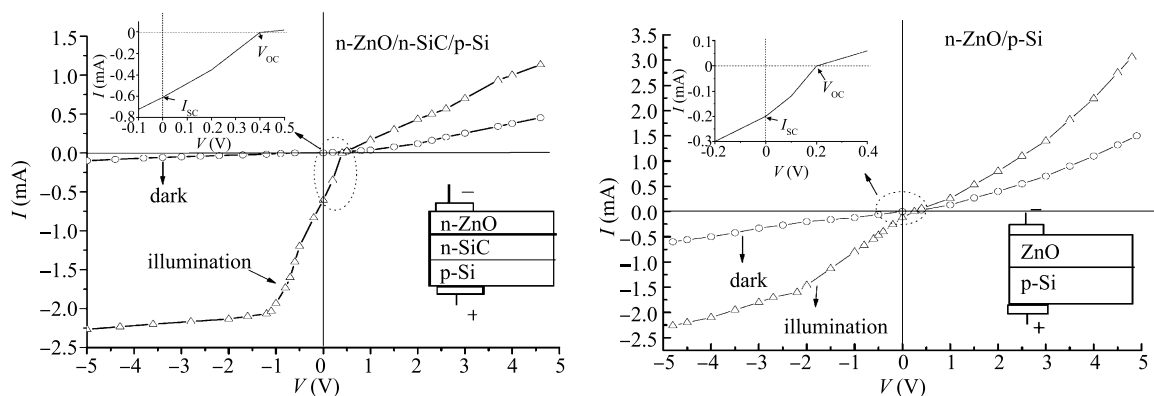 n-ZnO/n-SiC/p-Si
1.5
1.0
0.5
0.0
−0.5
−1.0
−1.5
−2.0
−2.5
I (mA)
−5 −4 −3 −2 −1 0 1 2 3 4 5
V (V)
0
−0.2
−0.4
−0.6
−0.8
I (mA)
−0.1 0 0.1 0.2 0.3 0.4 0.5
V (V)
VOC
ISC
dark
illumination
−
n-ZnO
n-SiC
p-Si
+
n-ZnO/p-Si
3.5
3.0
2.5
2.0
1.5
1.0
0.5
0.0
−0.5
−1.0
−1.5
−2.0
−2.5
I (mA)
−5 −4 −3 −2 −1 0 1 2 3 4 5
V (V)
0.1
0
−0.1
−0.2
−0.3
I (mA)
−0.2 0 0.2 0.4
V (V)
VOC
ISC
dark
illumination
−
ZnO
p-Si
+